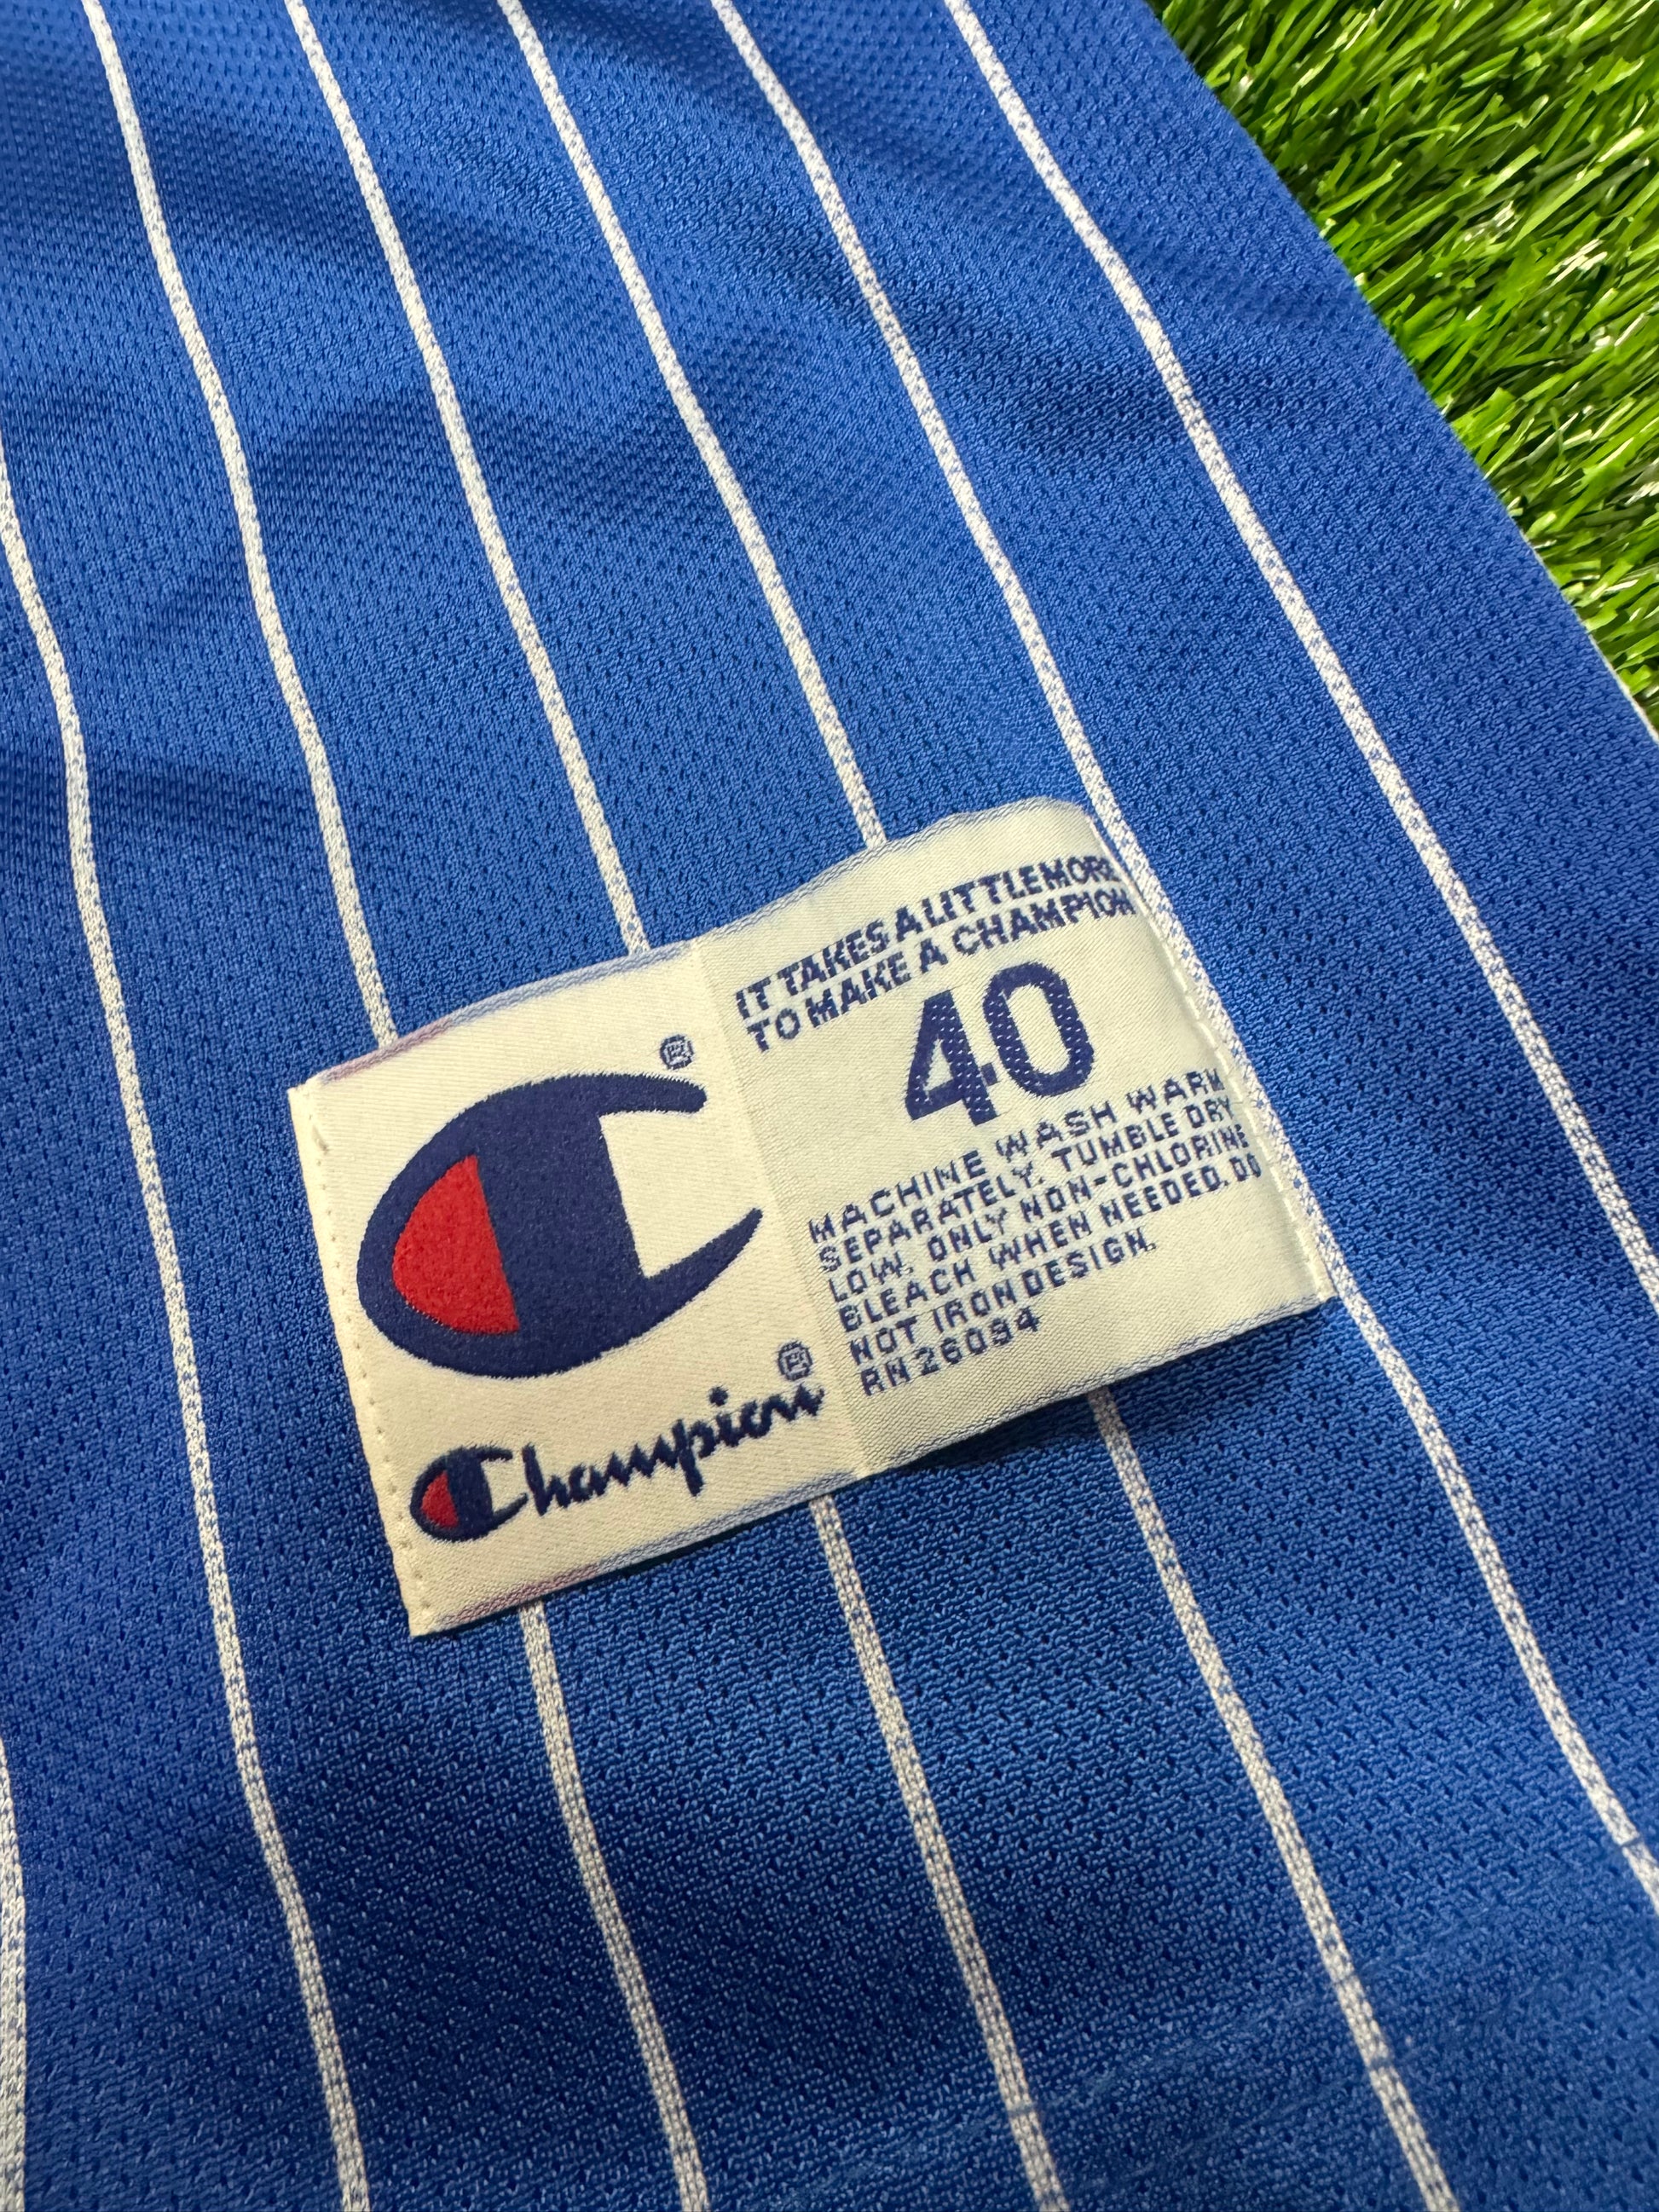 IT TAKES A LITTLE MORE
TO MAKE A CHAMPION
40
MACHINE WASH WARM
SEPARATELY. TUMBLE DRY
LOW. ONLY NON-CHLORINE
BLEACH WHEN NEEDED. DO
NOT IRON DESIGN.
RN 26094
®
Champion®